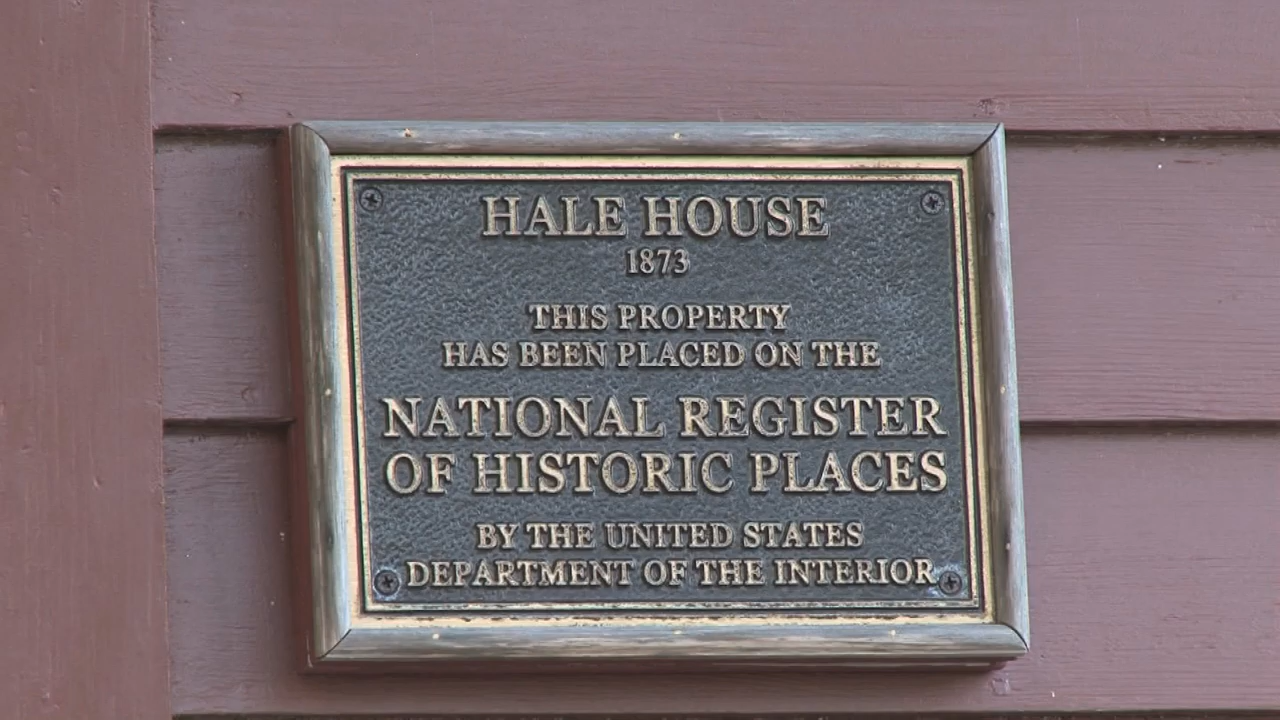 HALE HOUSE
1873
THIS PROPERTY
HAS BEEN PLACED ON THE
NATIONAL REGISTER
OF HISTORIC PLACES
BY THE UNITED STATES
DEPARTMENT OF THE INTERIOR